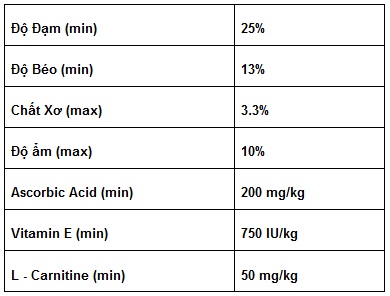 Độ Đạm (min) 25%
Độ Béo (min) 13%
Chất Xơ (max) 3.3%
Độ ẩm (max) 10%
Ascorbic Acid (min) 200 mg/kg
Vitamin E (min) 750 IU/kg
L - Carnitine (min) 50 mg/kg